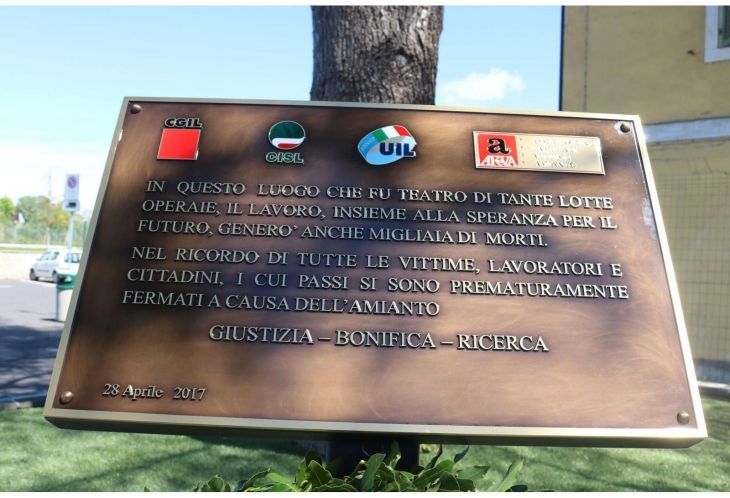 CGIL
CISL
UIL
a
AREVA
IN QUESTO LUOGO CHE FU TEATRO DI TANTE LOTTE
OPERAIE, IL LAVORO, INSIEME ALLA SPERANZA PER IL
FUTURO, GENERO' ANCHE MIGLIAIA DI MORTI.
NEL RICORDO DI TUTTE LE VITTIME, LAVORATORI E
CITTADINI, I CUI PASSI SI SONO PREMATURAMENTE
FERMATI A CAUSA DELL'AMIANTO
GIUSTIZIA – BONIFICA – RICERCA
28 Aprile 2017